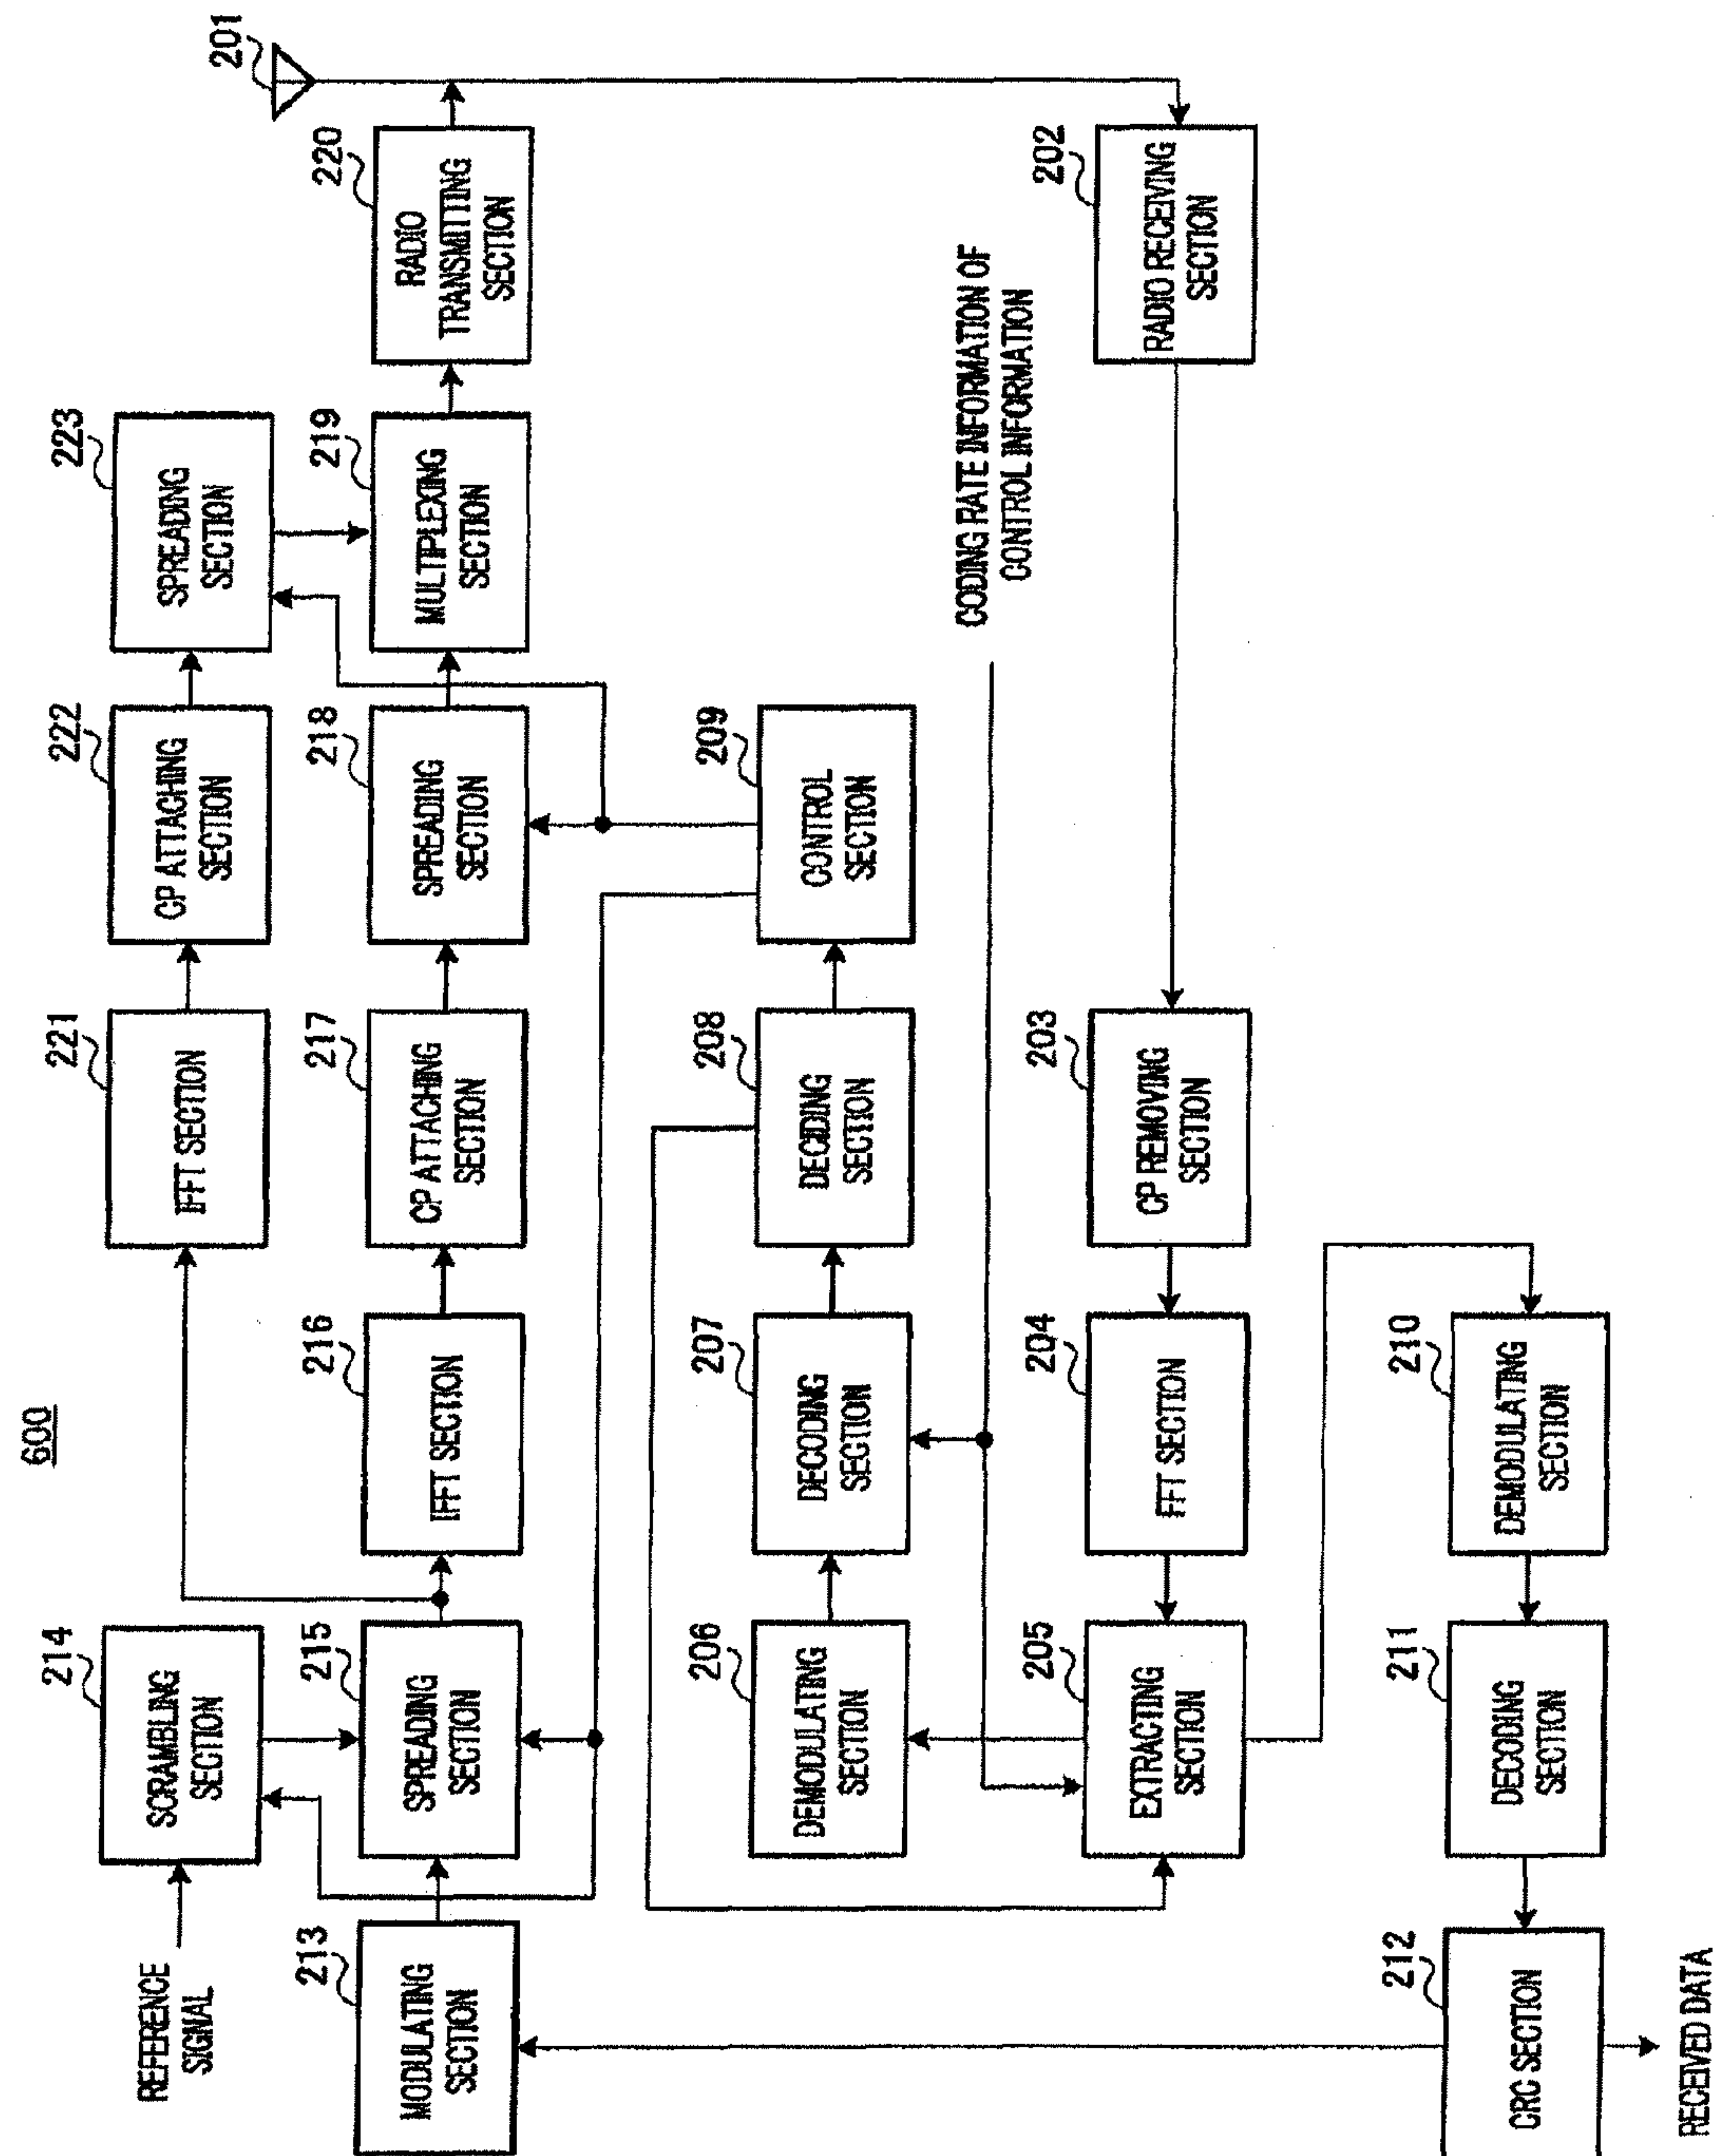 600
REFERENCE
SIGNAL
214
SCRAMBLING
SECTION
221
IFFT SECTION
222
CP ATTACHING
SECTION
223
SPREADING
SECTION
201
213
MODULATING
SECTION
215
SPREADING
SECTION
216
IFFT SECTION
217
CP ATTACHING
SECTION
218
SPREADING
SECTION
219
MULTIPLEXING
SECTION
220
RADIO
TRANSMITTING
SECTION
206
DEMODULATING
SECTION
207
DECODING
SECTION
208
DECIDING
SECTION
209
CONTROL
SECTION
CODING RATE INFORMATION OF
CONTROL INFORMATION
205
EXTRACTING
SECTION
204
FFT SECTION
203
CP REMOVING
SECTION
202
RADIO RECEIVING
SECTION
212
CRC SECTION
211
DECODING
SECTION
210
DEMODULATING
SECTION
RECEIVED DATA